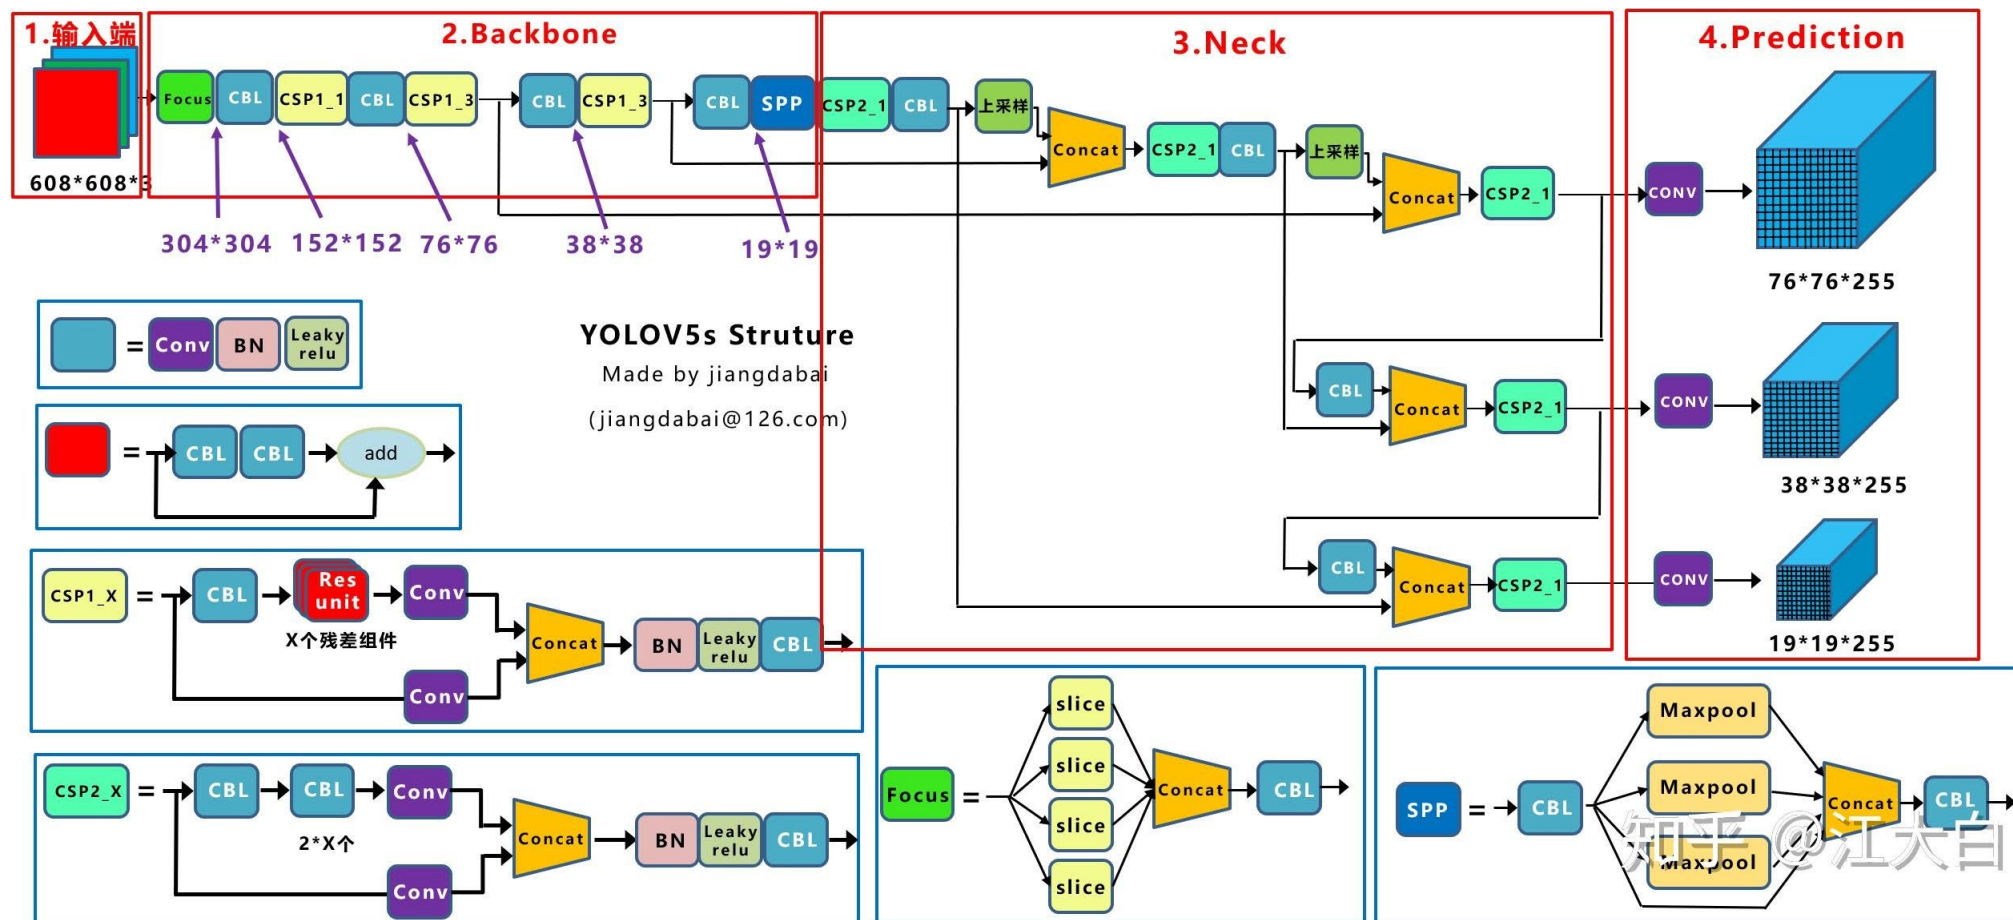 1.输入端
2.Backbone
3.Neck
4.Prediction
608*608*3
Focus
CBL
CSP1_1
CBL
CSP1_3
CBL
CSP1_3
CBL
SPP
CSP2_1
CBL
上采样
Concat
CSP2_1
CBL
上采样
Concat
CSP2_1
CONV
304*304
152*152
76*76
38*38
19*19
76*76*255
YOLOV5s Struture
Made by jiangdabai
(jiangdabai@126.com)
=
Conv
BN
Leaky
relu
CBL
Concat
CSP2_1
CONV
38*38*255
=
CBL
CBL
add
CBL
Concat
CSP2_1
CONV
19*19*255
CSP1_X
=
CBL
Res
unit
Conv
X个残差组件
Conv
Concat
BN
Leaky
relu
CBL
CSP2_X
=
CBL
CBL
Conv
2*X个
Conv
Concat
BN
Leaky
relu
CBL
Focus
=
slice
slice
slice
slice
Concat
CBL
SPP
=
CBL
Maxpool
Maxpool
Maxpool
Concat
CBL
知乎 @江大白